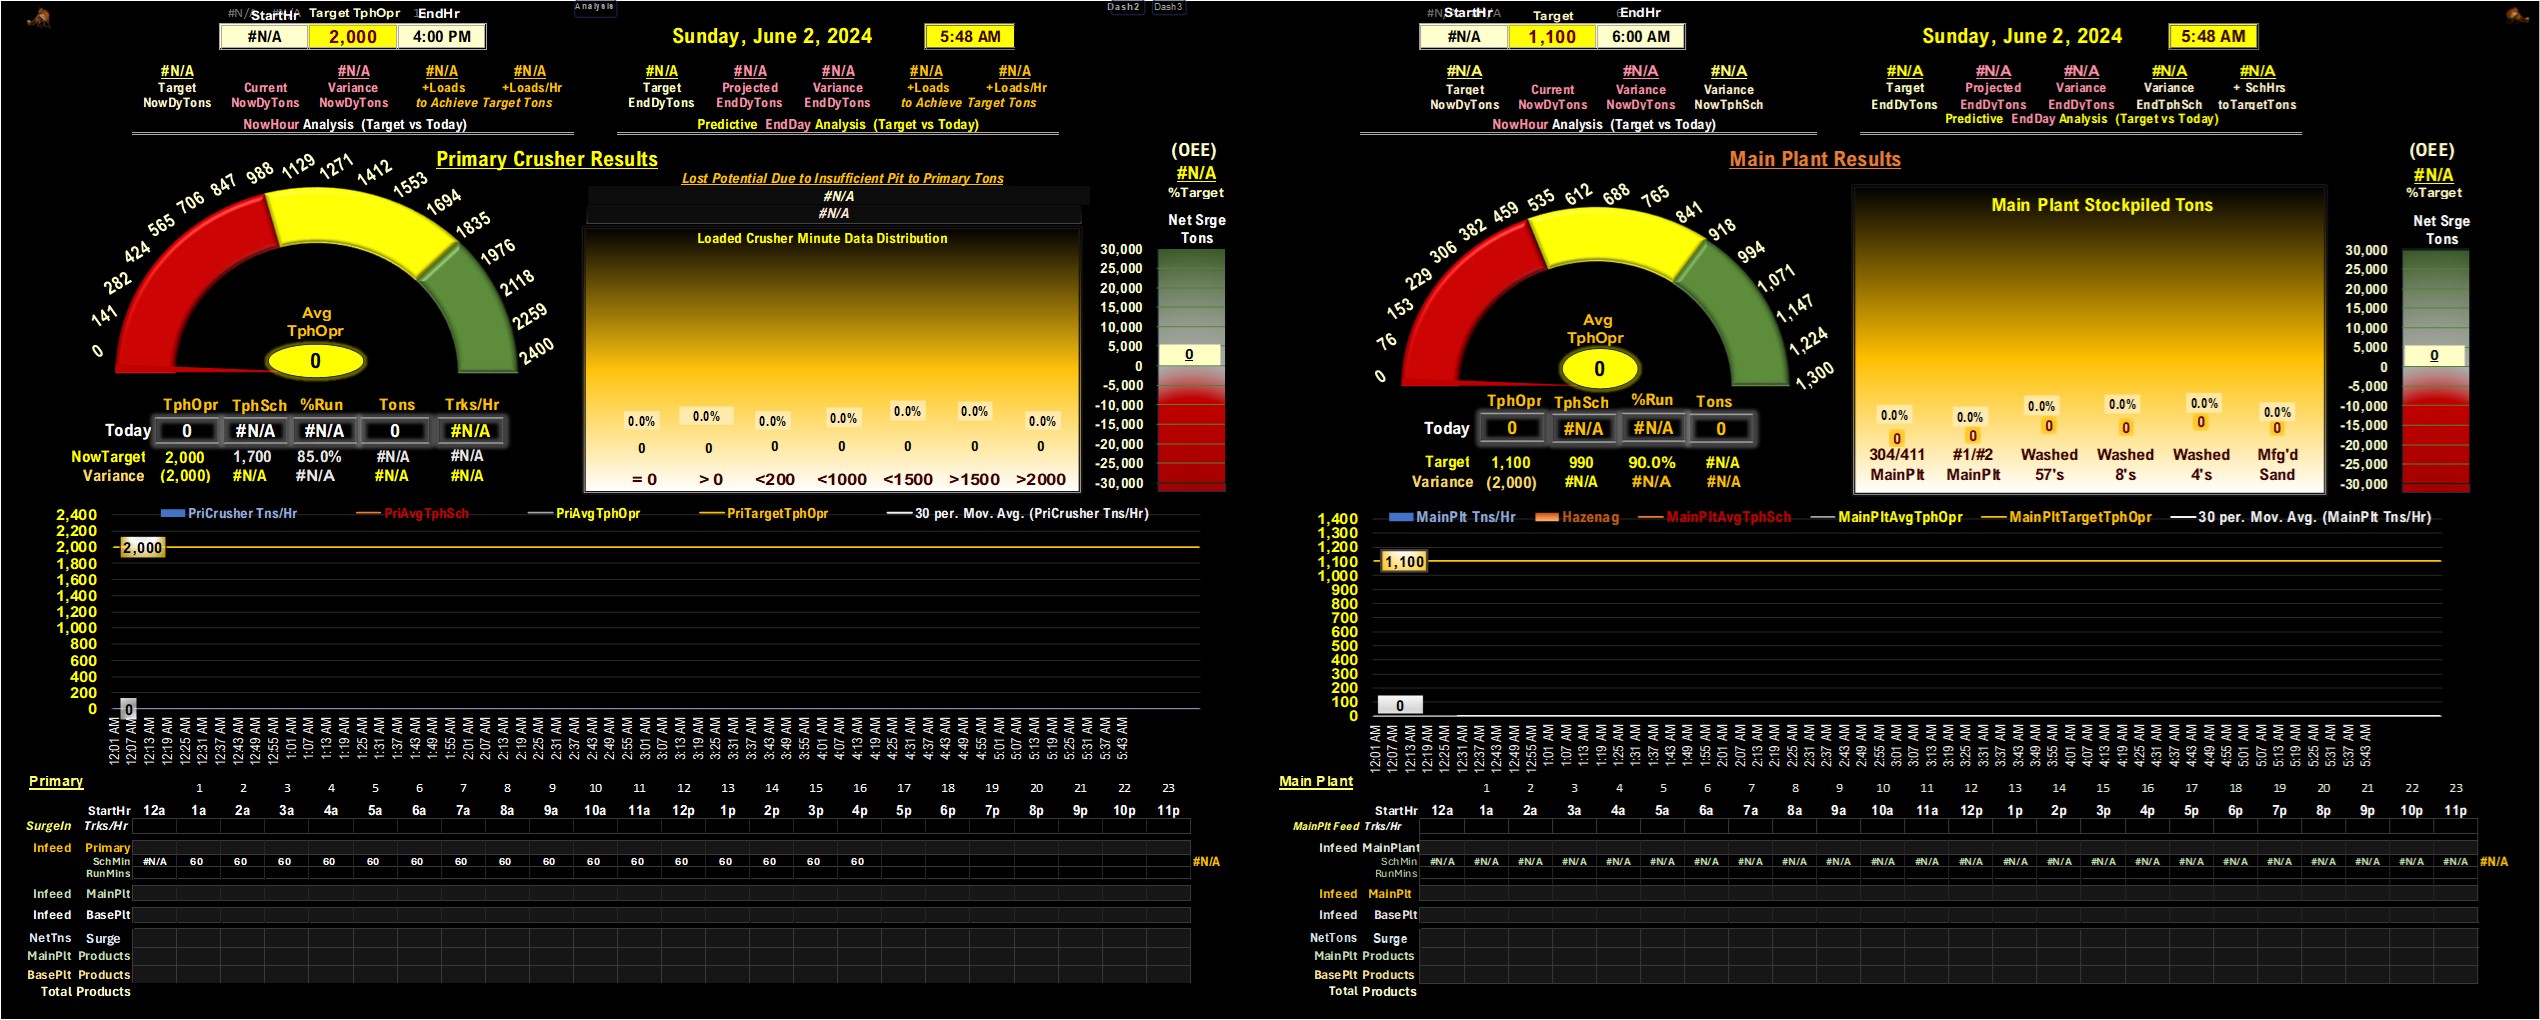 Analysis
Dash2 Dash3
StartHr Target TphOpr EndHr
#N/A 2,000 4:00 PM
Sunday, June 2, 2024 5:48 AM
#N/A #N/A #N/A #N/A
Target Current Variance +Loads +Loads/Hr
NowDyTons NowDyTons NowDyTons to Achieve Target Tons
NowHour Analysis (Target vs Today)
#N/A #N/A #N/A #N/A #N/A
Target Projected Variance +Loads +Loads/Hr
EndDyTons EndDyTons EndDyTons to Achieve Target Tons
Predictive EndDay Analysis (Target vs Today)
Primary Crusher Results
0 141 282 424 565 706 847 988 1129 1271 1412 1553 1694 1835 1976 2118 2259 2400
Avg
TphOpr
0
Lost Potential Due to Insufficient Pit to Primary Tons
#N/A
#N/A
Loaded Crusher Minute Data Distribution
0.0% 0.0% 0.0% 0.0% 0.0% 0.0% 0.0%
0 0 0 0 0 0 0
= 0 > 0 <200 <1000 <1500 >1500 >2000
(OEE)
#N/A
%Target
Net Srge
Tons
30,000
25,000
20,000
15,000
10,000
5,000
0
0
-5,000
-10,000
-15,000
-20,000
-25,000
-30,000
TphOpr TphSch %Run Tons Trks/Hr
Today 0 #N/A #N/A 0 #N/A
NowTarget 2,000 1,700 85.0% #N/A #N/A
Variance (2,000) #N/A #N/A #N/A #N/A
PriCrusher Tns/Hr PriAvgTphSch PriAvgTphOpr PriTargetTphOpr 30 per. Mov. Avg. (PriCrusher Tns/Hr)
2,400
2,200
2,000
2,000
1,800
1,600
1,400
1,200
1,000
800
600
400
200
0
0
12:01 AM 12:07 AM 12:13 AM 12:19 AM 12:25 AM 12:31 AM 12:37 AM 12:43 AM 12:49 AM 12:55 AM 1:01 AM 1:07 AM 1:13 AM 1:19 AM 1:25 AM 1:31 AM 1:37 AM 1:43 AM 1:49 AM 1:55 AM 2:01 AM 2:07 AM 2:13 AM 2:19 AM 2:25 AM 2:31 AM 2:37 AM 2:43 AM 2:49 AM 2:55 AM 3:01 AM 3:07 AM 3:13 AM 3:19 AM 3:25 AM 3:31 AM 3:37 AM 3:43 AM 3:49 AM 3:55 AM 4:01 AM 4:07 AM 4:13 AM 4:19 AM 4:25 AM 4:31 AM 4:37 AM 4:43 AM 4:49 AM 4:55 AM 5:01 AM 5:07 AM 5:13 AM 5:19 AM 5:25 AM 5:31 AM 5:37 AM 5:43 AM
Primary
1 2 3 4 5 6 7 8 9 10 11 12 13 14 15 16 17 18 19 20 21 22 23
StartHr 12a 1a 2a 3a 4a 5a 6a 7a 8a 9a 10a 11a 12p 1p 2p 3p 4p 5p 6p 7p 8p 9p 10p 11p
SurgeIn Trks/Hr
Infeed Primary
SchMin #N/A 60 60 60 60 60 60 60 60 60 60 60 60 60 60 60 60 #N/A
RunMins
Infeed MainPlt
Infeed BasePlt
NetTns Surge
MainPlt Products
BasePlt Products
Total Products
StartHr Target EndHr
#N/A 1,100 6:00 AM
Sunday, June 2, 2024 5:48 AM
#N/A #N/A #N/A
Target Current Variance Variance
NowDyTons NowDyTons NowDyTons NowTphSch
NowHour Analysis (Target vs Today)
#N/A #N/A #N/A #N/A #N/A
Target Projected Variance Variance + SchHrs
EndDyTons EndDyTons EndDyTons EndTphSch toTargetTons
Predictive EndDay Analysis (Target vs Today)
Main Plant Results
0 76 153 229 306 382 459 535 612 688 765 841 918 994 1,071 1,147 1,224 1,300
Avg
TphOpr
0
Main Plant Stockpiled Tons
0.0% 0.0% 0.0% 0.0% 0.0% 0.0%
0 0 0 0 0 0
304/411 #1/#2 Washed Washed Washed Mfg'd
MainPlt MainPlt 57's 8's 4's Sand
(OEE)
#N/A
%Target
Net Srge
Tons
30,000
25,000
20,000
15,000
10,000
5,000
0
0
-5,000
-10,000
-15,000
-20,000
-25,000
-30,000
TphOpr TphSch %Run Tons
Today 0 #N/A #N/A 0
Target 1,100 990 90.0% #N/A
Variance (2,000) #N/A #N/A #N/A
MainPlt Tns/Hr Hazenag MainPltAvgTphSch MainPltAvgTphOpr MainPltTargetTphOpr 30 per. Mov. Avg. (MainPlt Tns/Hr)
1,400
1,300
1,200
1,100
1,100
1,000
900
800
700
600
500
400
300
200
100
0
0
12:01 AM 12:07 AM 12:13 AM 12:19 AM 12:25 AM 12:31 AM 12:37 AM 12:43 AM 12:49 AM 12:55 AM 1:01 AM 1:07 AM 1:13 AM 1:19 AM 1:25 AM 1:31 AM 1:37 AM 1:43 AM 1:49 AM 1:55 AM 2:01 AM 2:07 AM 2:13 AM 2:19 AM 2:25 AM 2:31 AM 2:37 AM 2:43 AM 2:49 AM 2:55 AM 3:01 AM 3:07 AM 3:13 AM 3:19 AM 3:25 AM 3:31 AM 3:37 AM 3:43 AM 3:49 AM 3:55 AM 4:01 AM 4:07 AM 4:13 AM 4:19 AM 4:25 AM 4:31 AM 4:37 AM 4:43 AM 4:49 AM 4:55 AM 5:01 AM 5:07 AM 5:13 AM 5:19 AM 5:25 AM 5:31 AM 5:37 AM 5:43 AM
Main Plant
1 2 3 4 5 6 7 8 9 10 11 12 13 14 15 16 17 18 19 20 21 22 23
StartHr 12a 1a 2a 3a 4a 5a 6a 7a 8a 9a 10a 11a 12p 1p 2p 3p 4p 5p 6p 7p 8p 9p 10p 11p
MainPlt Feed Trks/Hr
Infeed MainPlant
SchMin #N/A #N/A #N/A #N/A #N/A #N/A #N/A #N/A #N/A #N/A #N/A #N/A #N/A #N/A #N/A #N/A #N/A #N/A #N/A #N/A #N/A #N/A #N/A #N/A #N/A
RunMins
Infeed MainPlt
Infeed BasePlt
NetTons Surge
MainPlt Products
BasePlt Products
Total Products